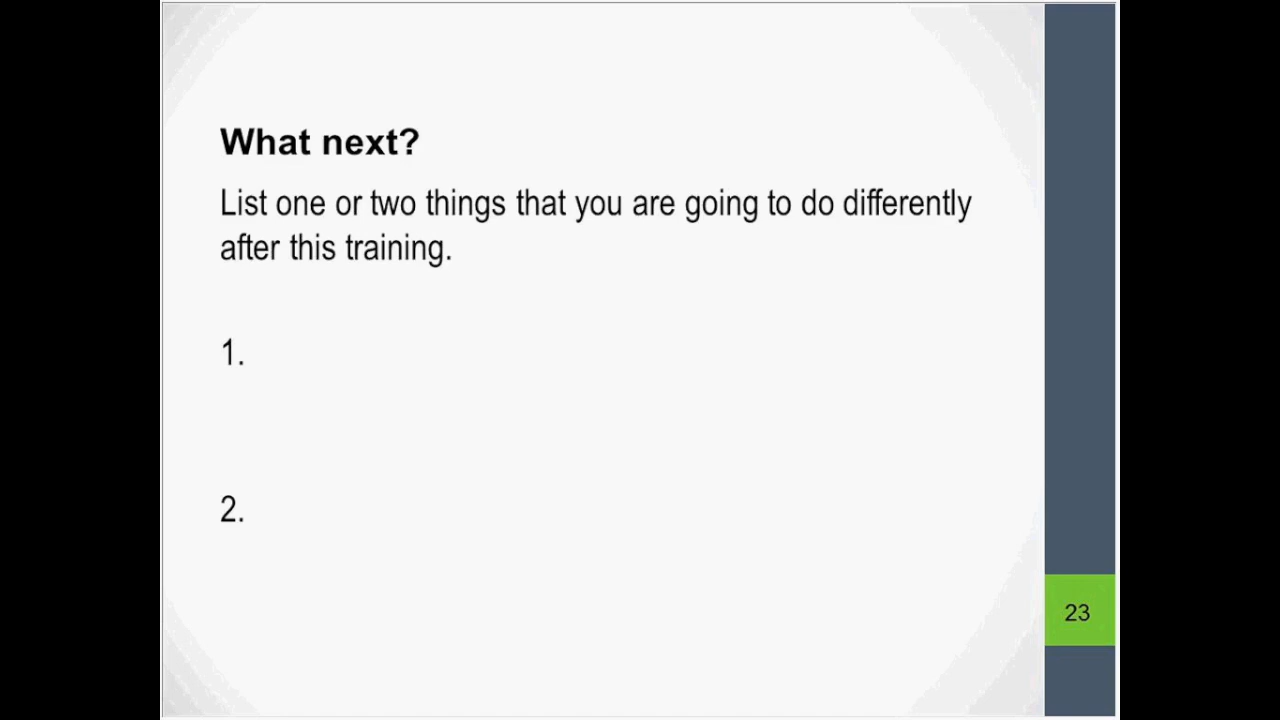 What next?
List one or two things that you are going to do differently
after this training.
1.
2.
23